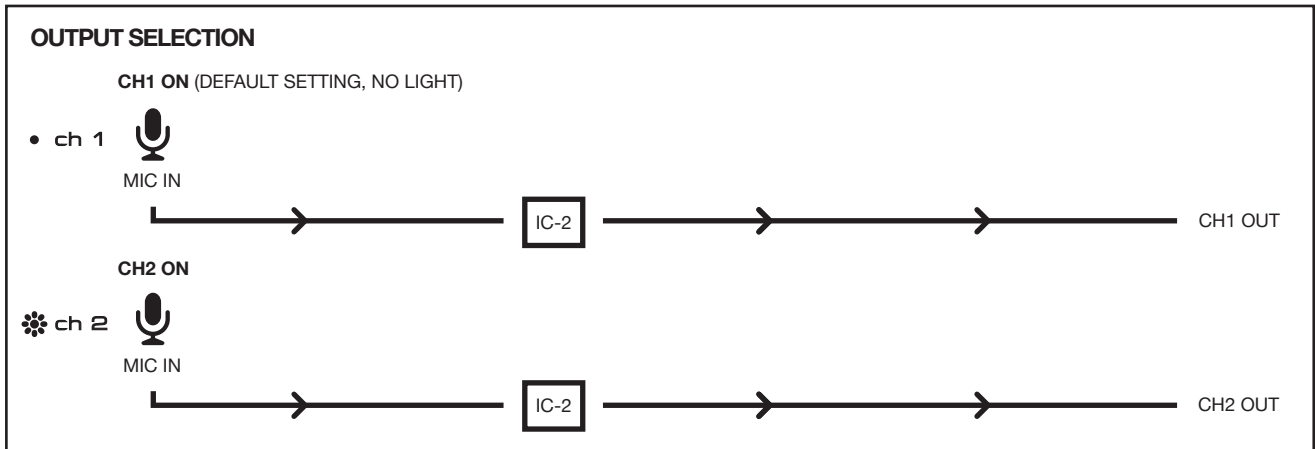 OUTPUT SELECTION
CH1 ON (DEFAULT SETTING, NO LIGHT)
ch 1
MIC IN
IC-2
CH1 OUT
CH2 ON
ch 2
MIC IN
IC-2
CH2 OUT